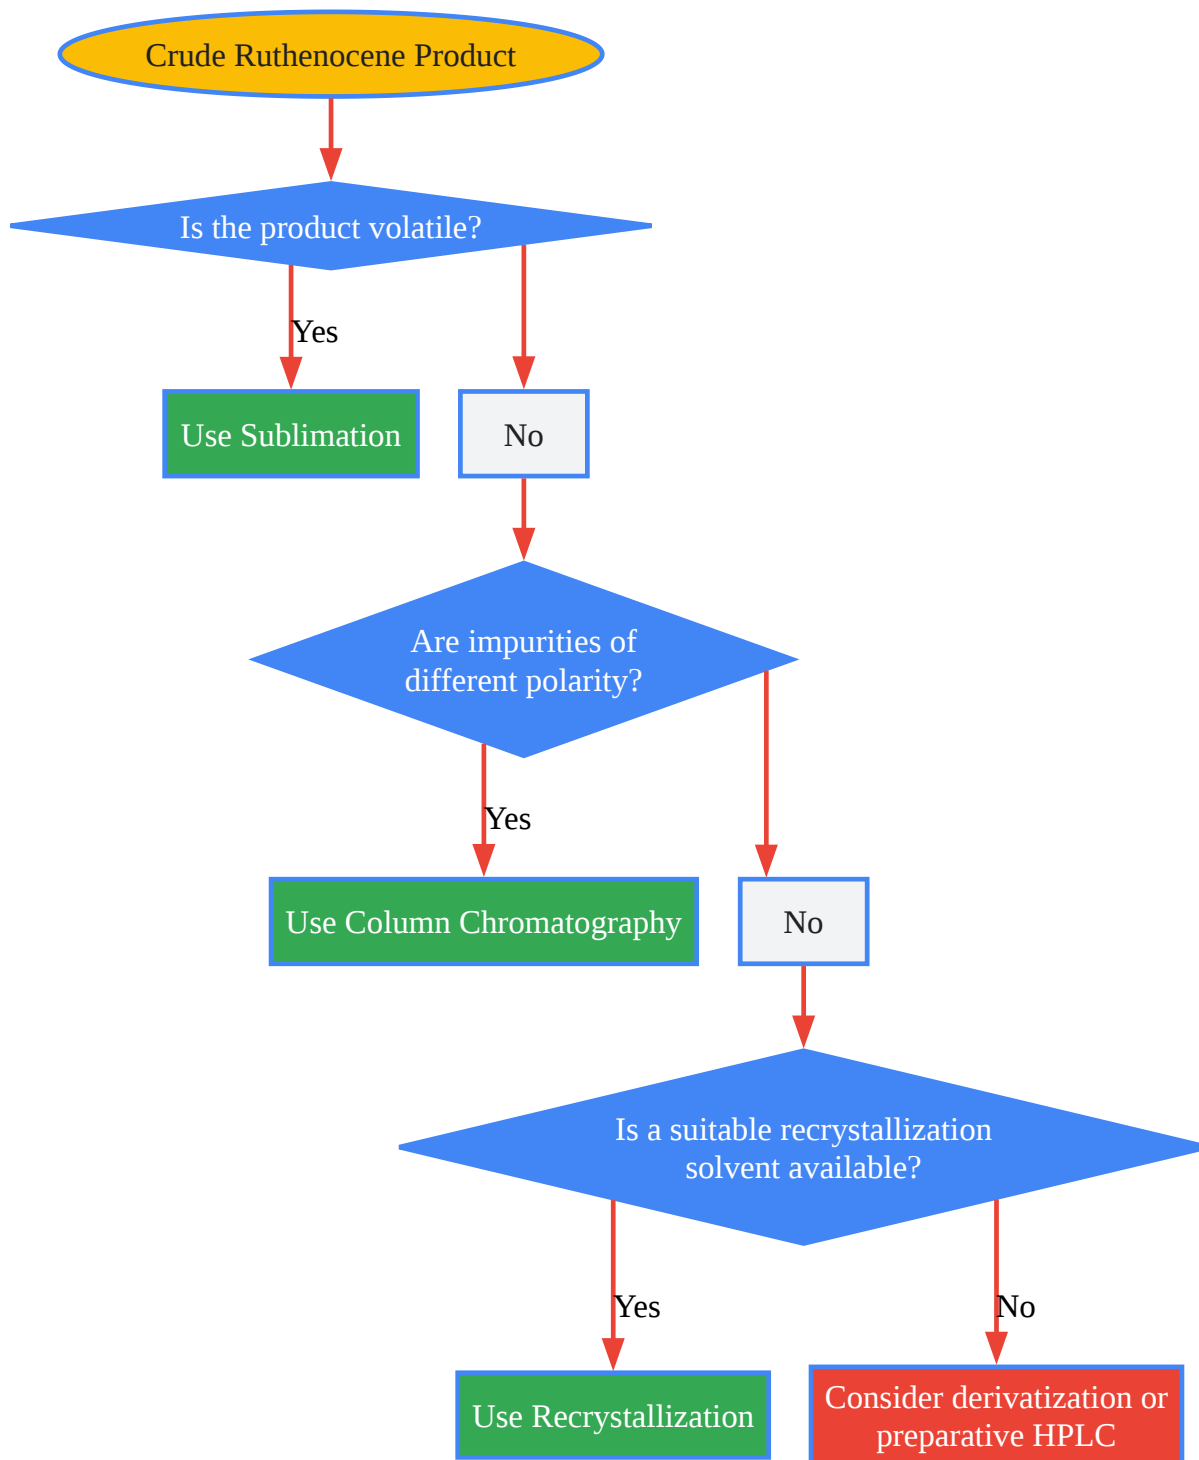 Crude Ruthenocene Product
Is the product volatile?
Yes
Use Sublimation
No
Are impurities of
different polarity?
Yes
Use Column Chromatography
No
Is a suitable recrystallization
solvent available?
Yes
No
Use Recrystallization
Consider derivatization or
preparative HPLC